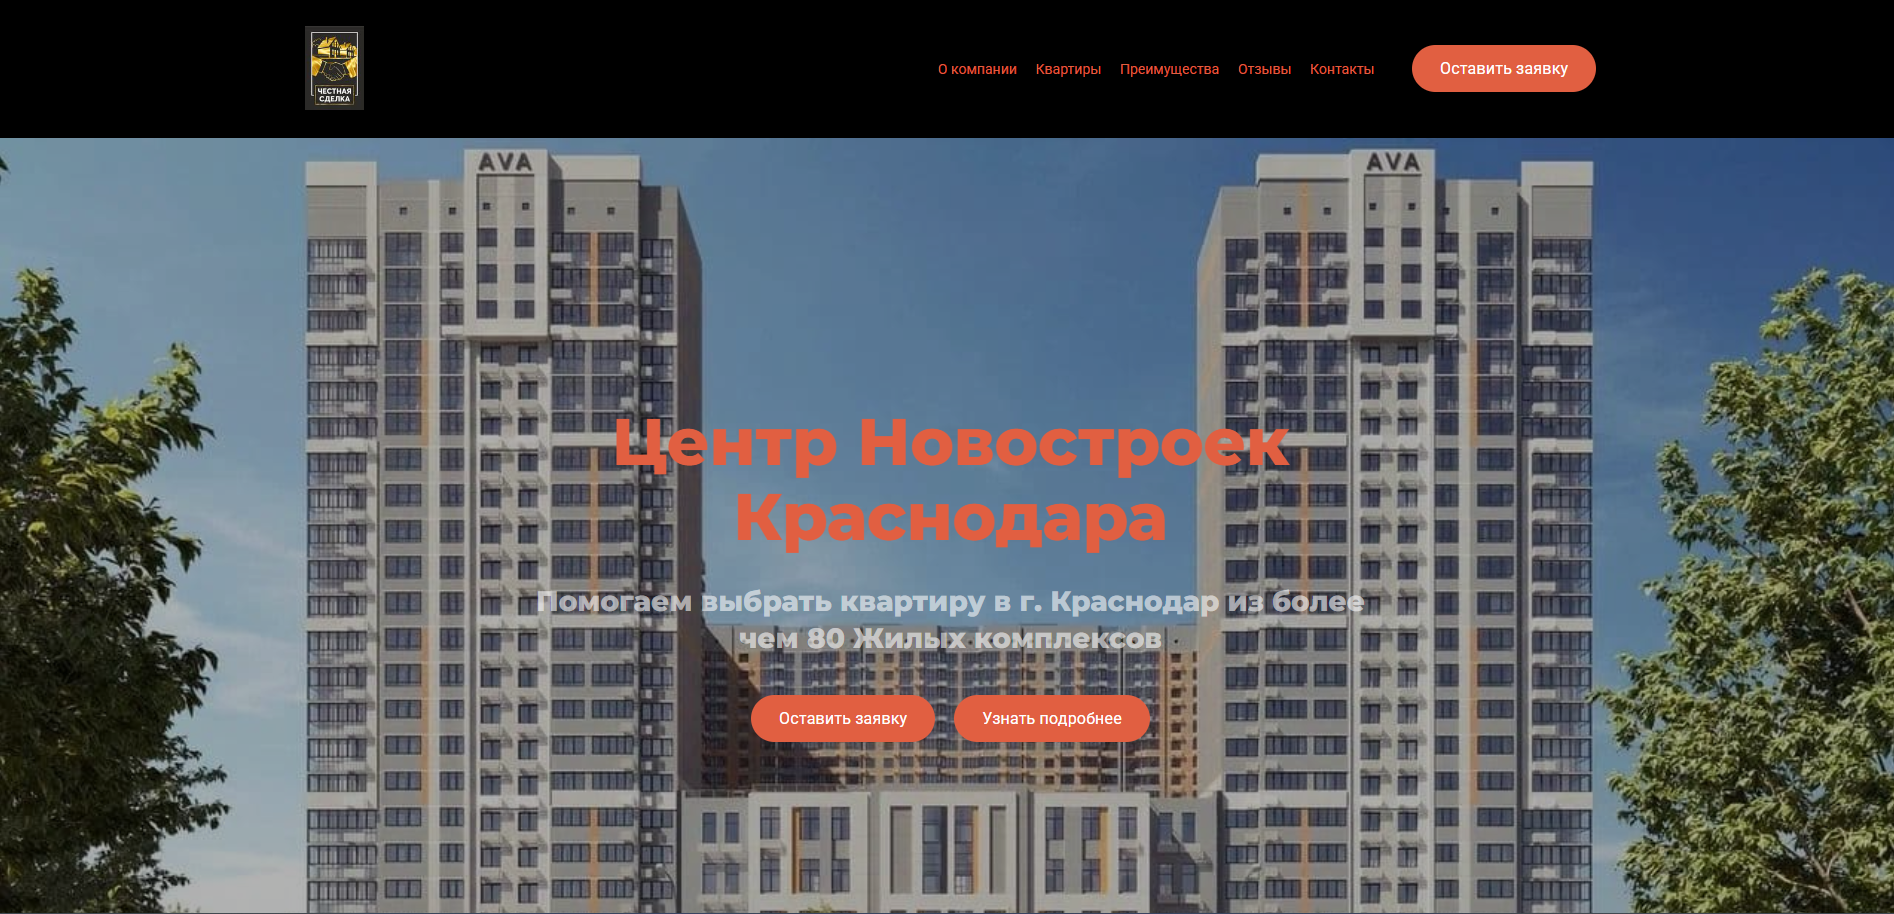 ЧЕСТНАЯ
СДЕЛКА
О компании Квартиры Преимущества Отзывы Контакты Оставить заявку
AVA AVA
Центр Новостроек
Краснодара
Помогаем выбрать квартиру в г. Краснодар из более
чем 80 Жилых комплексов
Оставить заявку Узнать подробнее